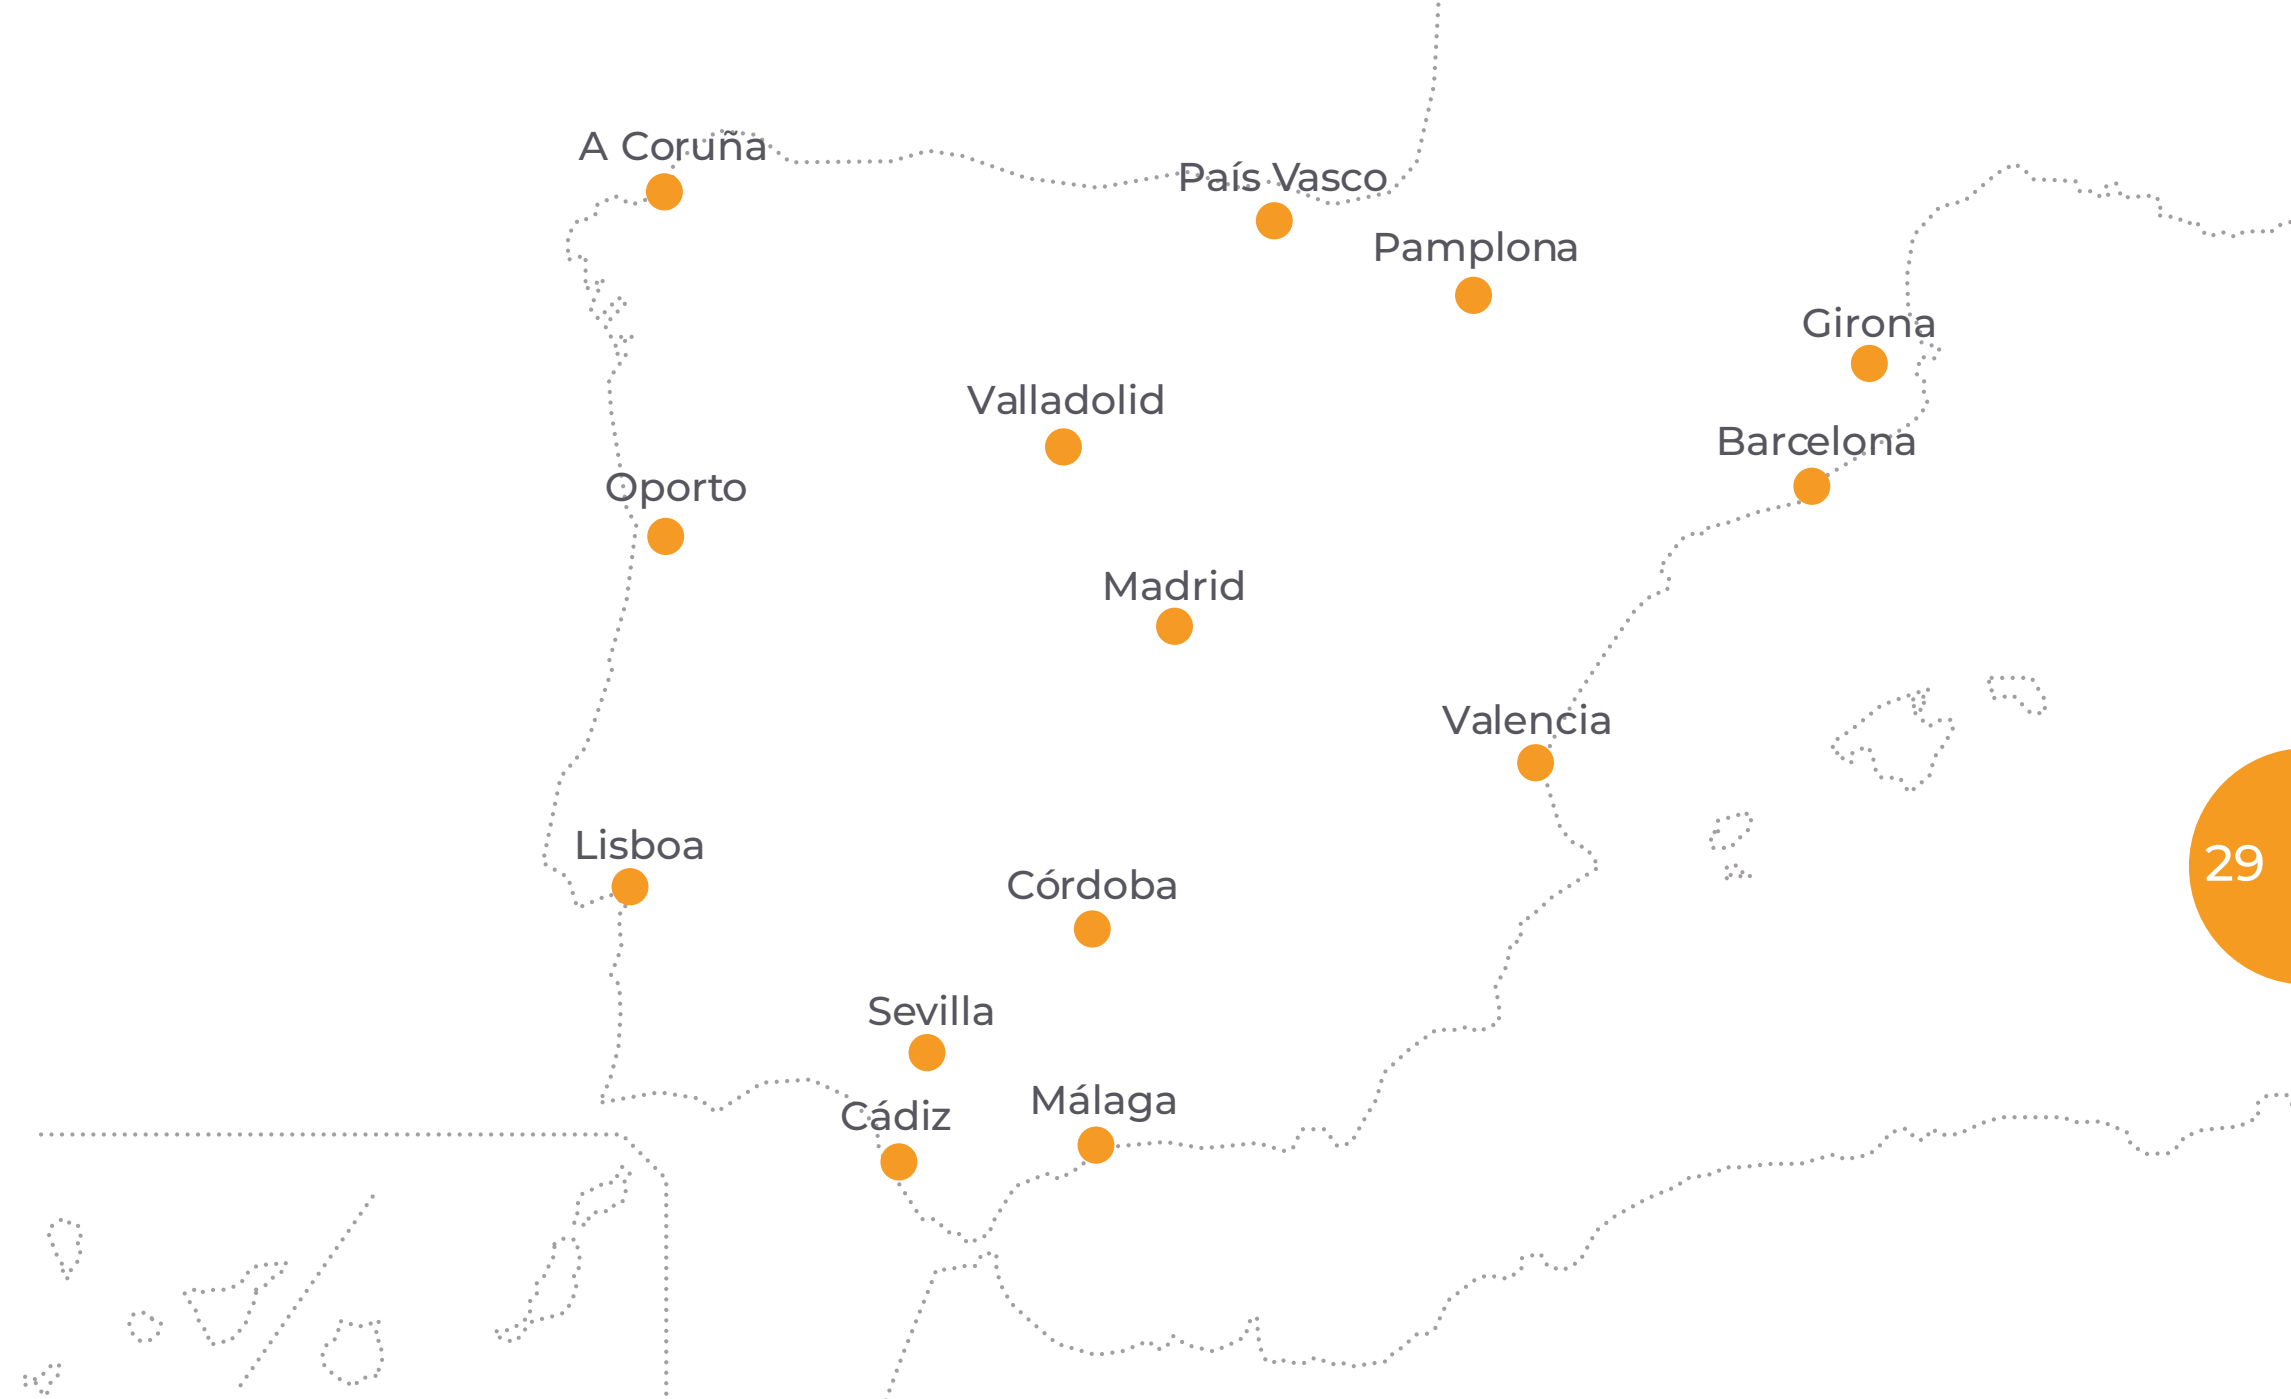 A Coruña
País Vasco
Pamplona
Girona
Valladolid
Barcelona
Oporto
Madrid
Valencia
Lisboa
29
Córdoba
Sevilla
Málaga
Cádiz